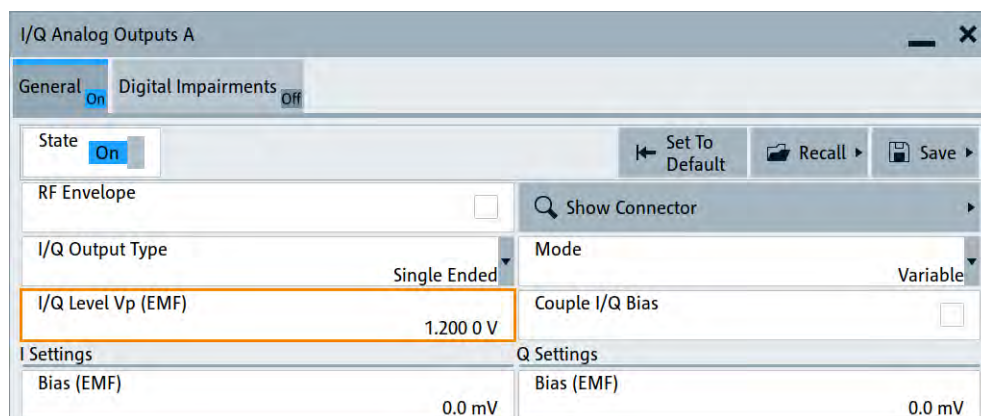 I/Q Analog Outputs A
General On Digital Impairments Off
State On Set To Default Recall Save
RF Envelope Show Connector
I/Q Output Type Single Ended Mode Variable
I/Q Level Vp (EMF) 1.200 0 V Couple I/Q Bias
I Settings Q Settings
Bias (EMF) 0.0 mV Bias (EMF) 0.0 mV